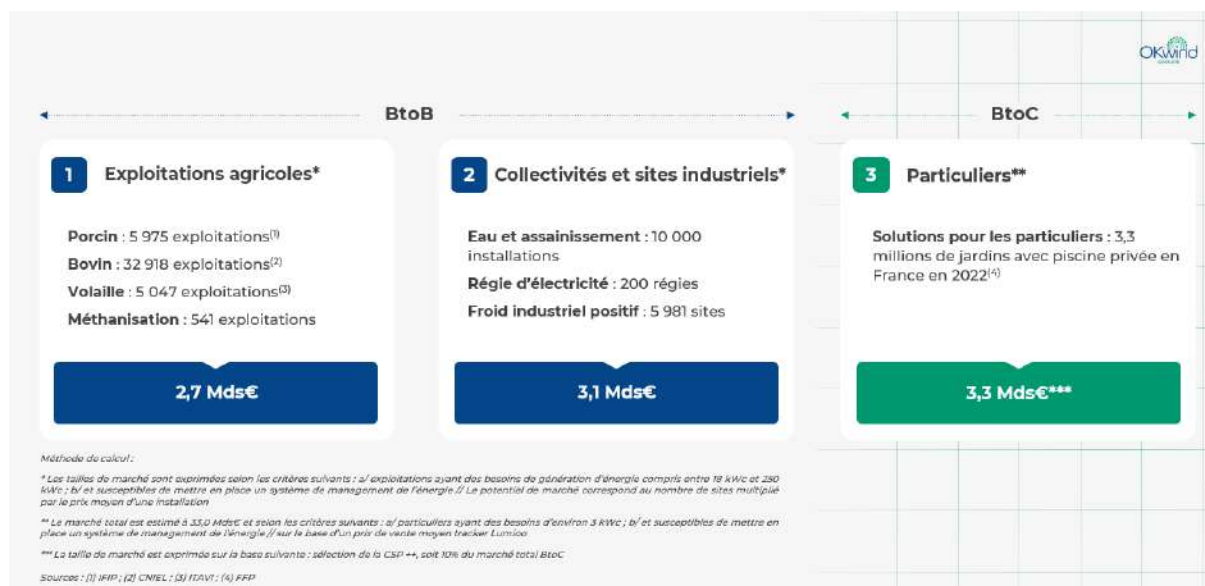 OKwind
BtoB
BtoC
1 Exploitations agricoles*
Porcin : 5 975 exploitations(1)
Bovin : 32 918 exploitations(2)
Volaille : 5 047 exploitations(3)
Méthanisation : 541 exploitations
2,7 Mds€
2 Collectivités et sites industriels*
Eau et assainissement : 10 000
installations
Régie d'électricité : 200 régies
Froid industriel positif : 5 981 sites
3,1 Mds€
3 Particuliers**
Solutions pour les particuliers : 3,3
millions de jardins avec piscine privée en
France en 2022(4)
3,3 Mds€***
Méthode de calcul :
* Les tailles de marché sont exprimées selon les critères suivants : a/ exploitations ayant des besoins de génération d'énergie compris entre 18 kWc et 250
kWc ; b/ et susceptibles de mettre en place un système de management de l'énergie // Le potentiel de marché correspond au nombre de sites multiplié
par le prix moyen d'une installation
** Le marché total est estimé à 33,0 Mds€ et selon les critères suivants : a/ particuliers ayant des besoins d'environ 3 kWc ; b/ et susceptibles de mettre en
place un système de management de l'énergie // sur le base d'un prix de vente moyen tracker Lumioo
*** La taille de marché est exprimée sur la base suivante : sélection de la CSP ++, soit 10% du marché total BtoC
Sources : (1) IFIP ; (2) CNIEL ; (3) ITAVI ; (4) FFP